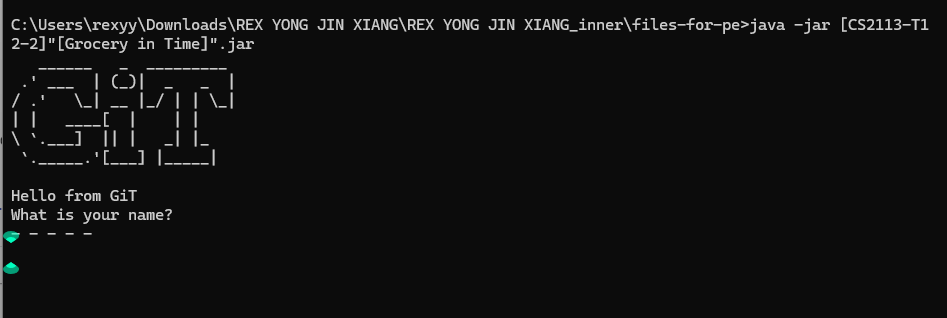 C:\Users\rexyy\Downloads\REX YONG JIN XIANG\REX YONG JIN XIANG_inner\files-for-pe>java -jar [CS2113-T1
2-2]"[Grocery in Time]".jar
   ______   _  _________
 .' ___  | (_)|  _   _  |
/ .'   \_| __ |_/ | | \_|
| |   ____[  |    | |
\ `.___]  || |   _| |_
 `._____.'[___] |_____|
Hello from GiT
What is your name?
- - - - -